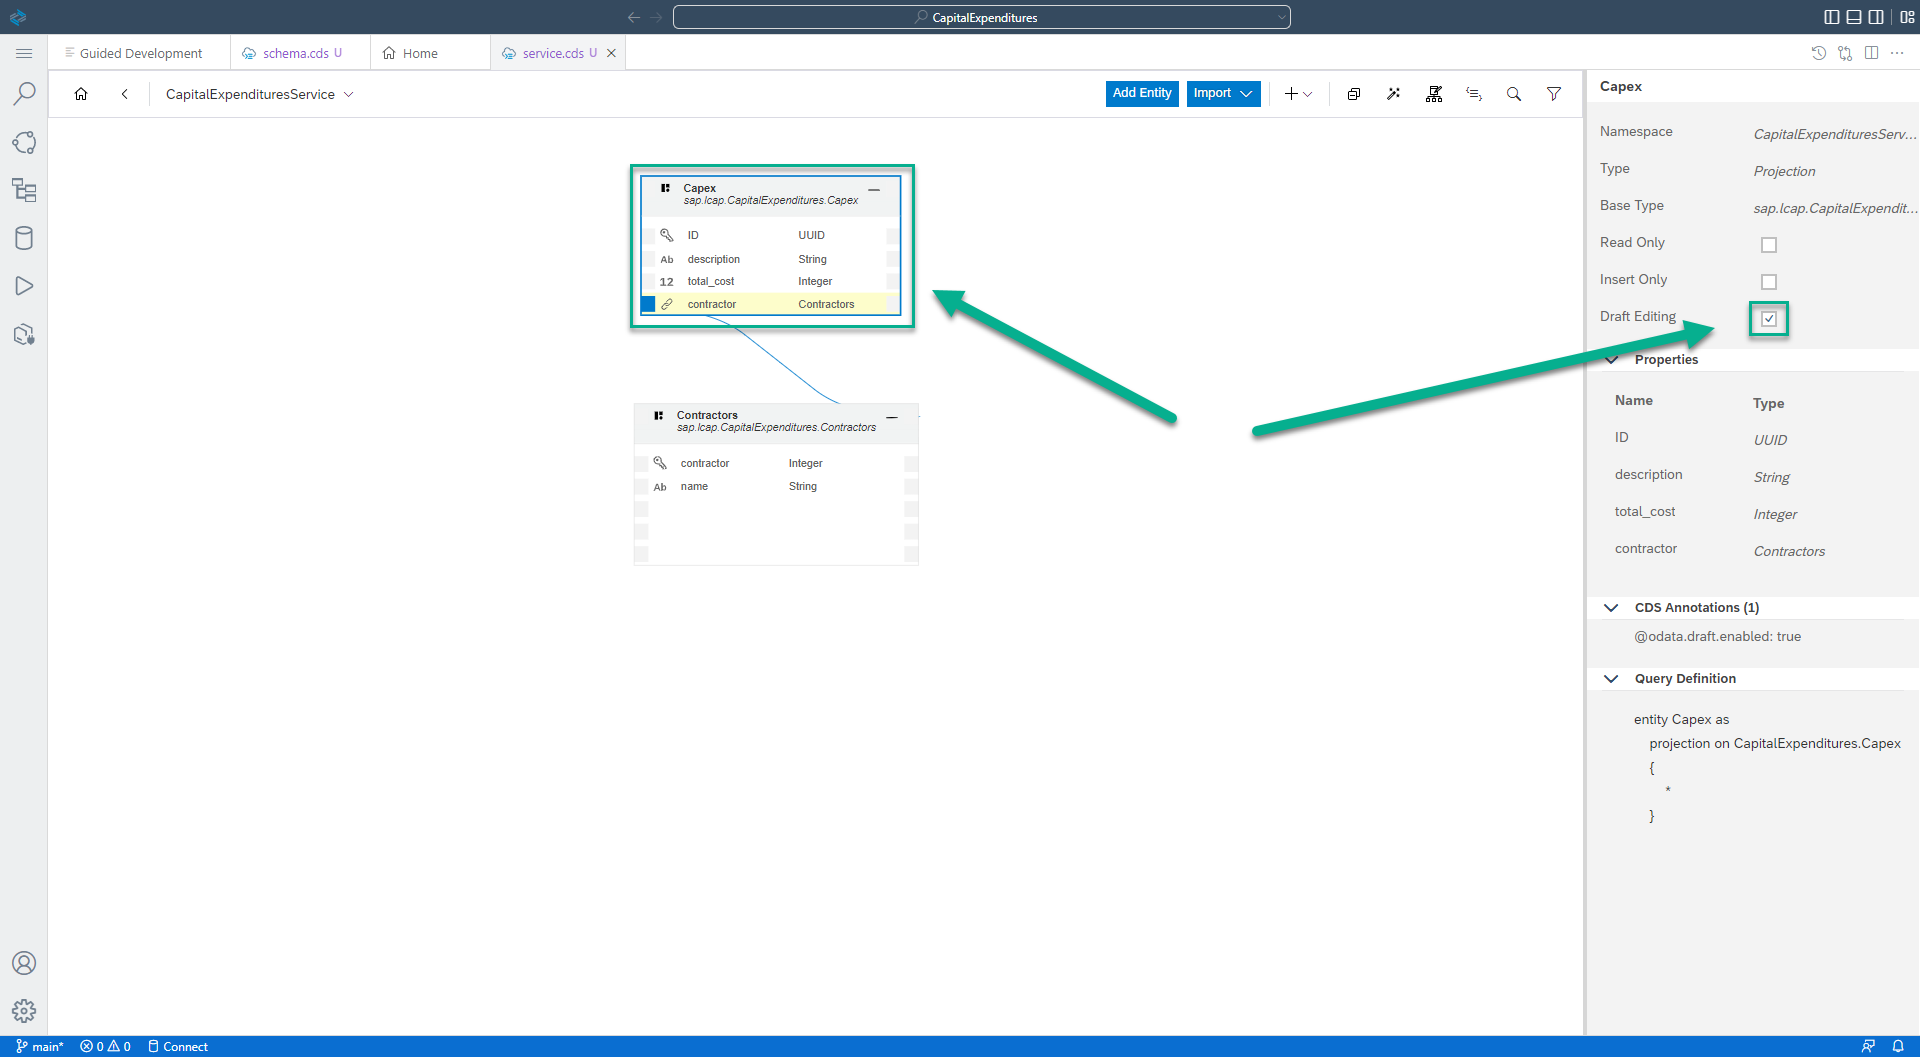 CapitalExpenditures
Guided Development
schema.cds U
Home
service.cds U
CapitalExpendituresService
Add Entity
Import
Capex
sap.lcap.CapitalExpenditures.Capex
ID UUID
Ab description String
12 total_cost Integer
contractor Contractors
Contractors
sap.lcap.CapitalExpenditures.Contractors
contractor Integer
Ab name String
Capex
Namespace CapitalExpendituresServ...
Type Projection
Base Type sap.lcap.CapitalExpendit...
Read Only
Insert Only
Draft Editing
Properties
Name Type
ID UUID
description String
total_cost Integer
contractor Contractors
CDS Annotations (1)
@odata.draft.enabled: true
Query Definition
entity Capex as
projection on CapitalExpenditures.Capex
{
*
}
main* 0 0 Connect